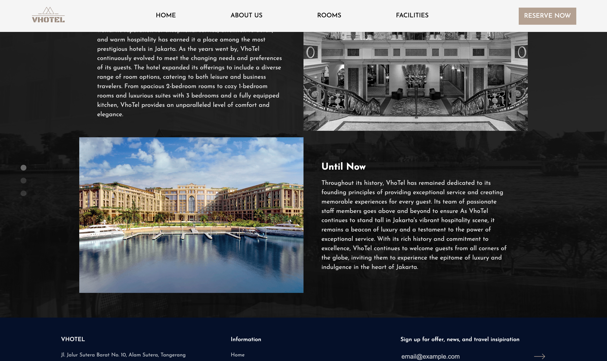 VHOTEL
HOME
ABOUT US
ROOMS
FACILITIES
RESERVE NOW
and warm hospitality has earned it a place among the most
prestigious hotels in Jakarta. As the years went by, VhoTel
continuously evolved to meet the changing needs and preferences
of its guests. The hotel expanded its offerings to include a diverse
range of room options, catering to both leisure and business
travelers. From spacious 2-bedroom rooms to cozy 1-bedroom
rooms and luxurious suites with 3 bedrooms and a fully equipped
kitchen, VhoTel provides an unparalleled level of comfort and
elegance.
Until Now
Throughout its history, VhoTel has remained dedicated to its
founding principles of providing exceptional service and creating
memorable experiences for every guest. Its team of passionate
staff members goes above and beyond to ensure As VhoTel
continues to stand tall in Jakarta's vibrant hospitality scene, it
remains a beacon of luxury and a testament to the power of
exceptional service. With its rich history and commitment to
excellence, VhoTel continues to welcome guests from all corners of
the globe, inviting them to experience the epitome of luxury and
indulgence in the heart of Jakarta.
VHOTEL
Jl. Jalur Sutera Barat No. 10, Alam Sutera, Tangerang
Information
Home
Sign up for offer, news, and travel insipiration
email@example.com